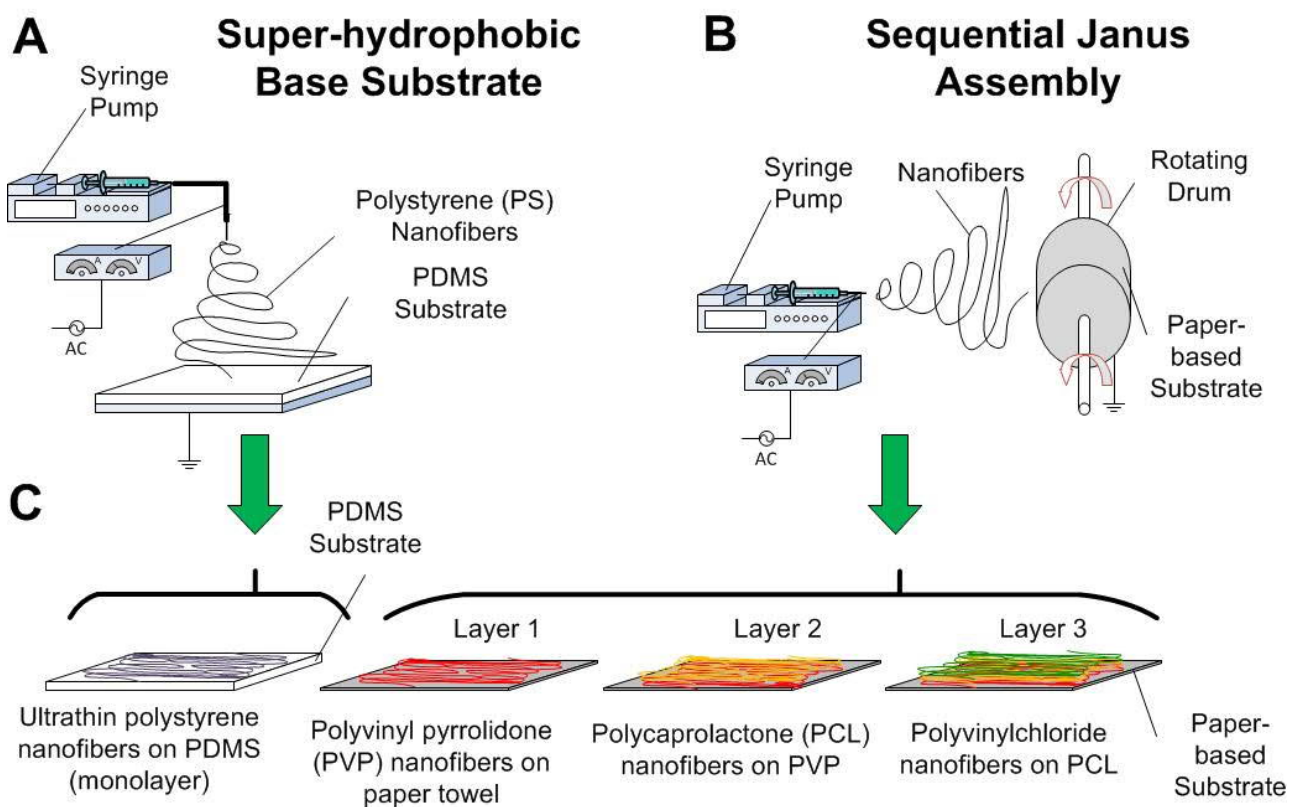 A
Super-hydrophobic
Base Substrate
Syringe
Pump
Polystyrene (PS)
Nanofibers
PDMS
Substrate
A
V
AC
B
Sequential Janus
Assembly
Syringe
Pump
Nanofibers
Rotating
Drum
Paper-
based
Substrate
A
V
AC
C
PDMS
Substrate
Layer 1
Layer 2
Layer 3
Ultrathin polystyrene
nanofibers on PDMS
(monolayer)
Polyvinyl pyrrolidone
(PVP) nanofibers on
paper towel
Polycaprolactone (PCL)
nanofibers on PVP
Polyvinylchloride
nanofibers on PCL
Paper-
based
Substrate